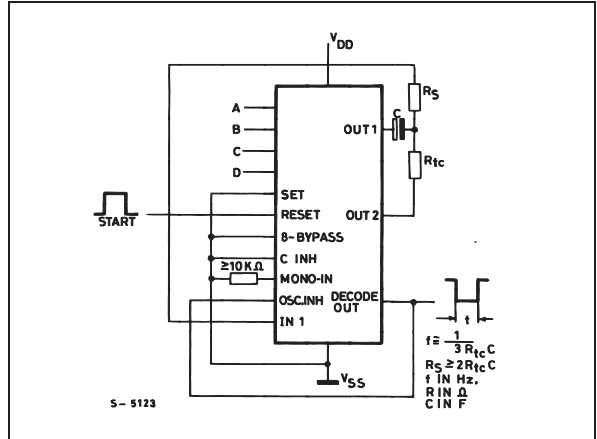 VDD
RS
C
A
B
C
D
OUT 1
Rtc
SET
START
RESET
OUT 2
8-BYPASS
C INH
≥10KΩ
MONO-IN
OSC.INH
DECODE
OUT
IN 1
t
f ≅ 1
3 RtcC
RS ≥ 2RtcC
f IN Hz.
R IN Ω
C IN F
VSS
S-5123